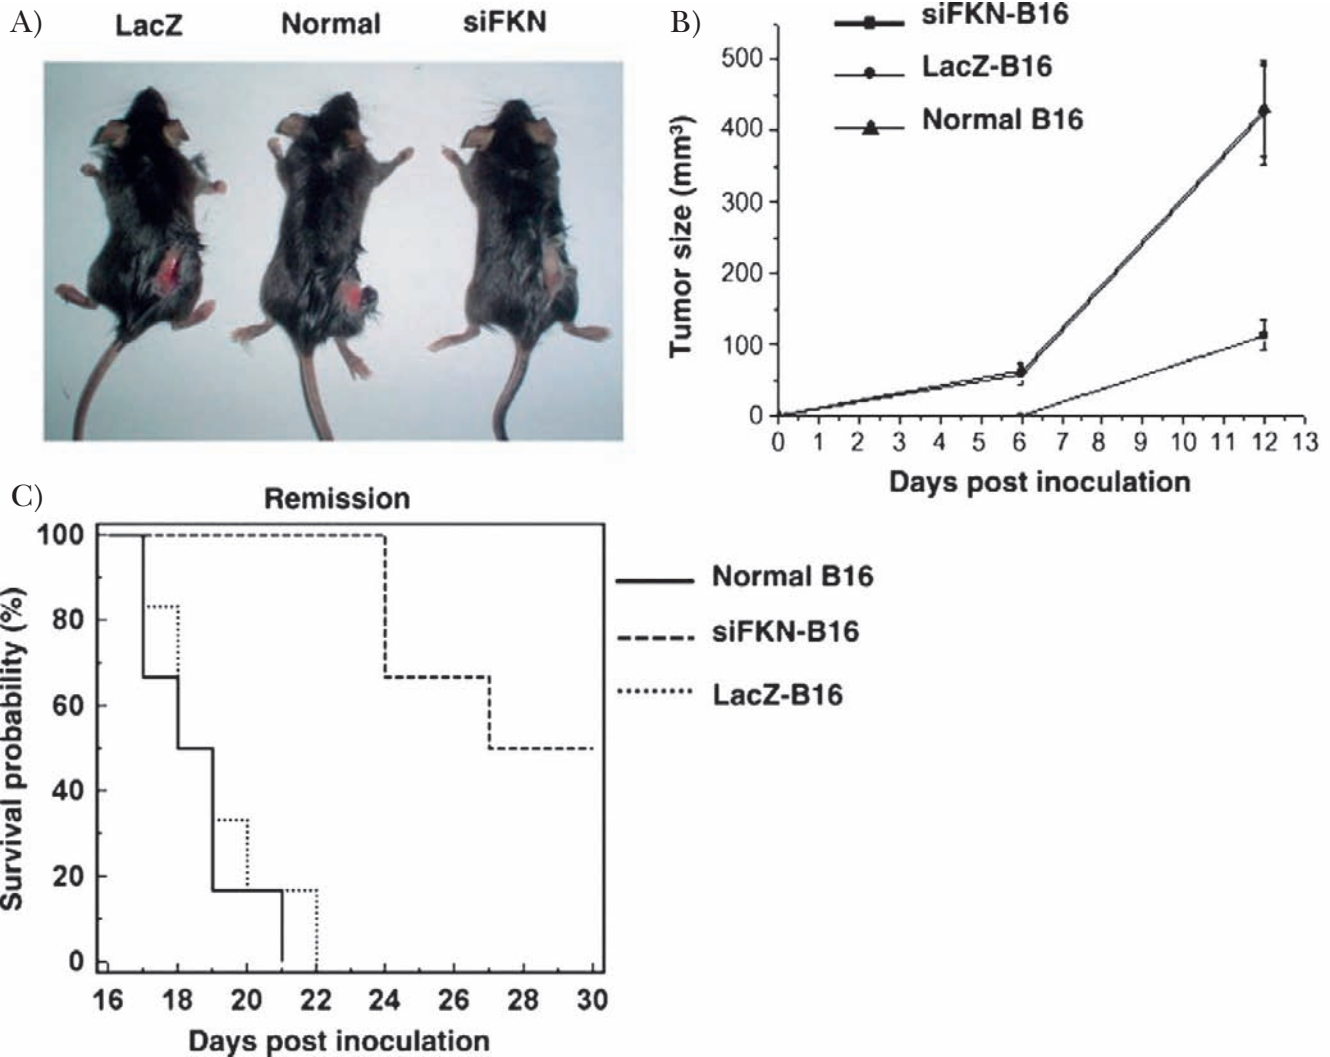 A)
LacZ Normal siFKN
B)
siFKN-B16
LacZ-B16
Normal B16
Tumor size (mm³)
500
400
300
200
100
0
0 1 2 3 4 5 6 7 8 9 10 11 12 13
Days post inoculation
C)
Remission
Survival probability (%)
100
80
60
40
20
0
16 18 20 22 24 26 28 30
Days post inoculation
Normal B16
siFKN-B16
LacZ-B16